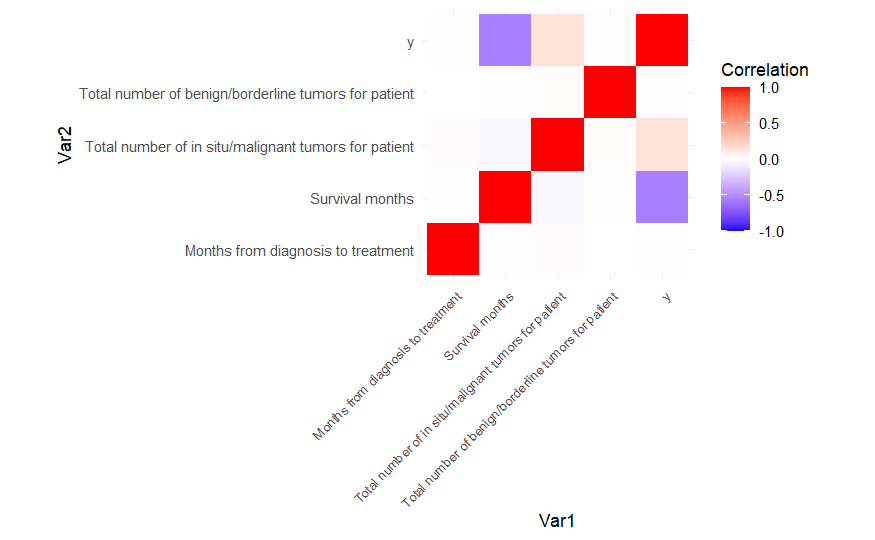 y
Total number of benign/borderline tumors for patient
Total number of in situ/malignant tumors for patient
Survival months
Months from diagnosis to treatment
Var2
Months from diagnosis to treatment
Survival months
Total number of in situ/malignant tumors for patient
Total number of benign/borderline tumors for patient
y
Var1
Correlation
1.0
0.5
0.0
-0.5
-1.0